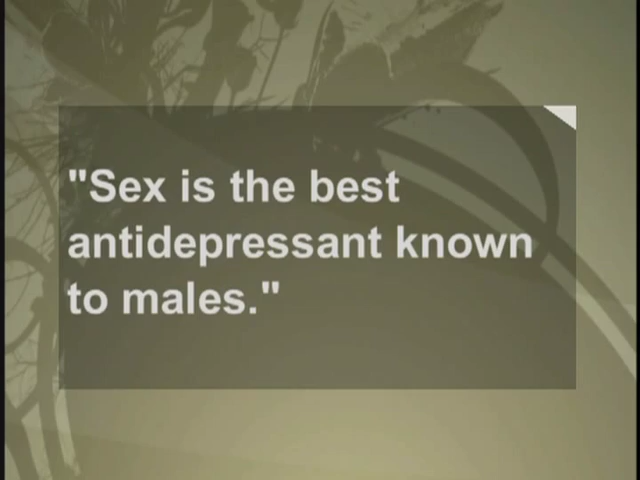 "Sex is the best
antidepressant known
to males."